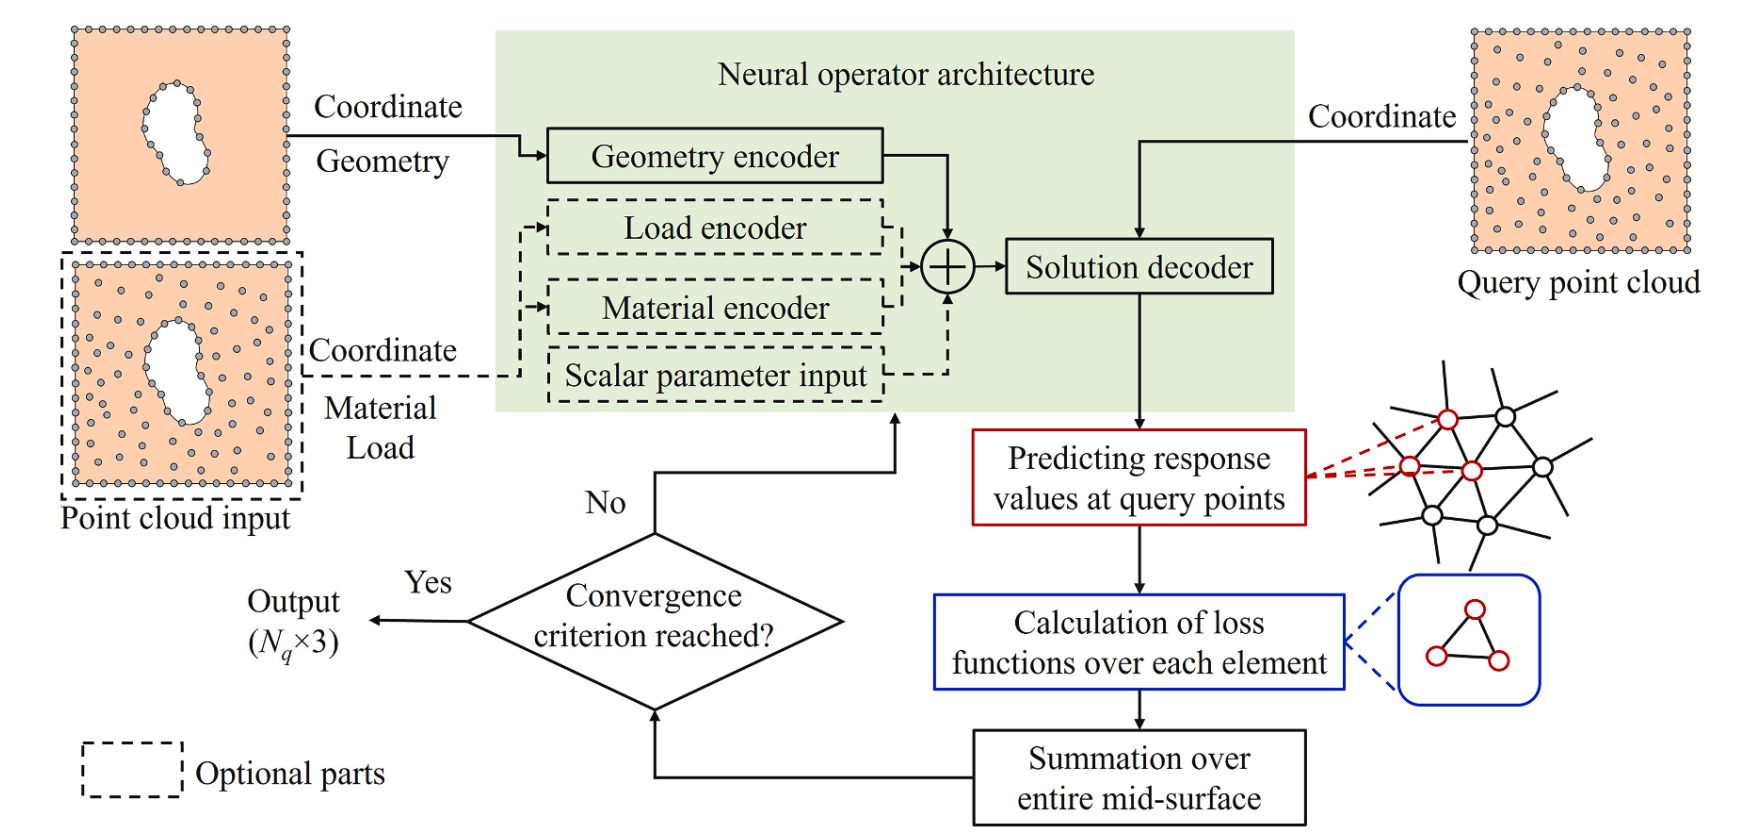 Neural operator architecture
Coordinate
Geometry
Geometry encoder
Load encoder
Material encoder
Scalar parameter input
Coordinate
Material
Load
Point cloud input
Solution decoder
Coordinate
Query point cloud
Predicting response
values at query points
Calculation of loss
functions over each element
Summation over
entire mid-surface
Convergence
criterion reached?
No
Yes
Output
(N_q×3)
Optional parts